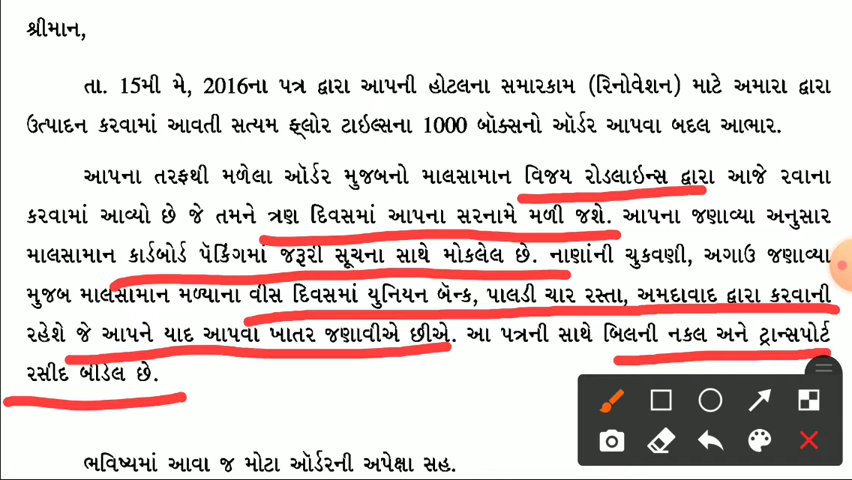 શ્રીમાન,
તા. 15મી મે, 2016ના પત્ર દ્વારા આપની હોટલના સમારકામ (રિનોવેશન) માટે અમારા દ્વારા
ઉત્પાદન કરવામાં આવતી સત્યમ ફ્લોર ટાઇલ્સના 1000 બૉક્સનો ઑર્ડર આપવા બદલ આભાર.
આપના તરફથી મળેલા ઑર્ડર મુજબનો માલસામાન વિજય રોડલાઇન્સ દ્વારા આજે રવાના
કરવામાં આવ્યો છે જે તમને ત્રણ દિવસમાં આપના સરનામે મળી જશે. આપના જણાવ્યા અનુસાર
માલસામાન કાર્ડબોર્ડ પૅકિંગમાં જરૂરી સૂચના સાથે મોકલેલ છે. નાણાંની ચુકવણી, અગાઉ જણાવ્યા
મુજબ માલસામાન મળ્યાના વીસ દિવસમાં યુનિયન બૅન્ક, પાલડી ચાર રસ્તા, અમદાવાદ દ્વારા કરવાની
રહેશે જે આપને યાદ આપવા ખાતર જણાવીએ છીએ. આ પત્રની સાથે બિલની નકલ અને ટ્રાન્સપોર્ટ
રસીદ બીડેલ છે.
ભવિષ્યમાં આવા જ મોટા ઑર્ડરની અપેક્ષા સહ.